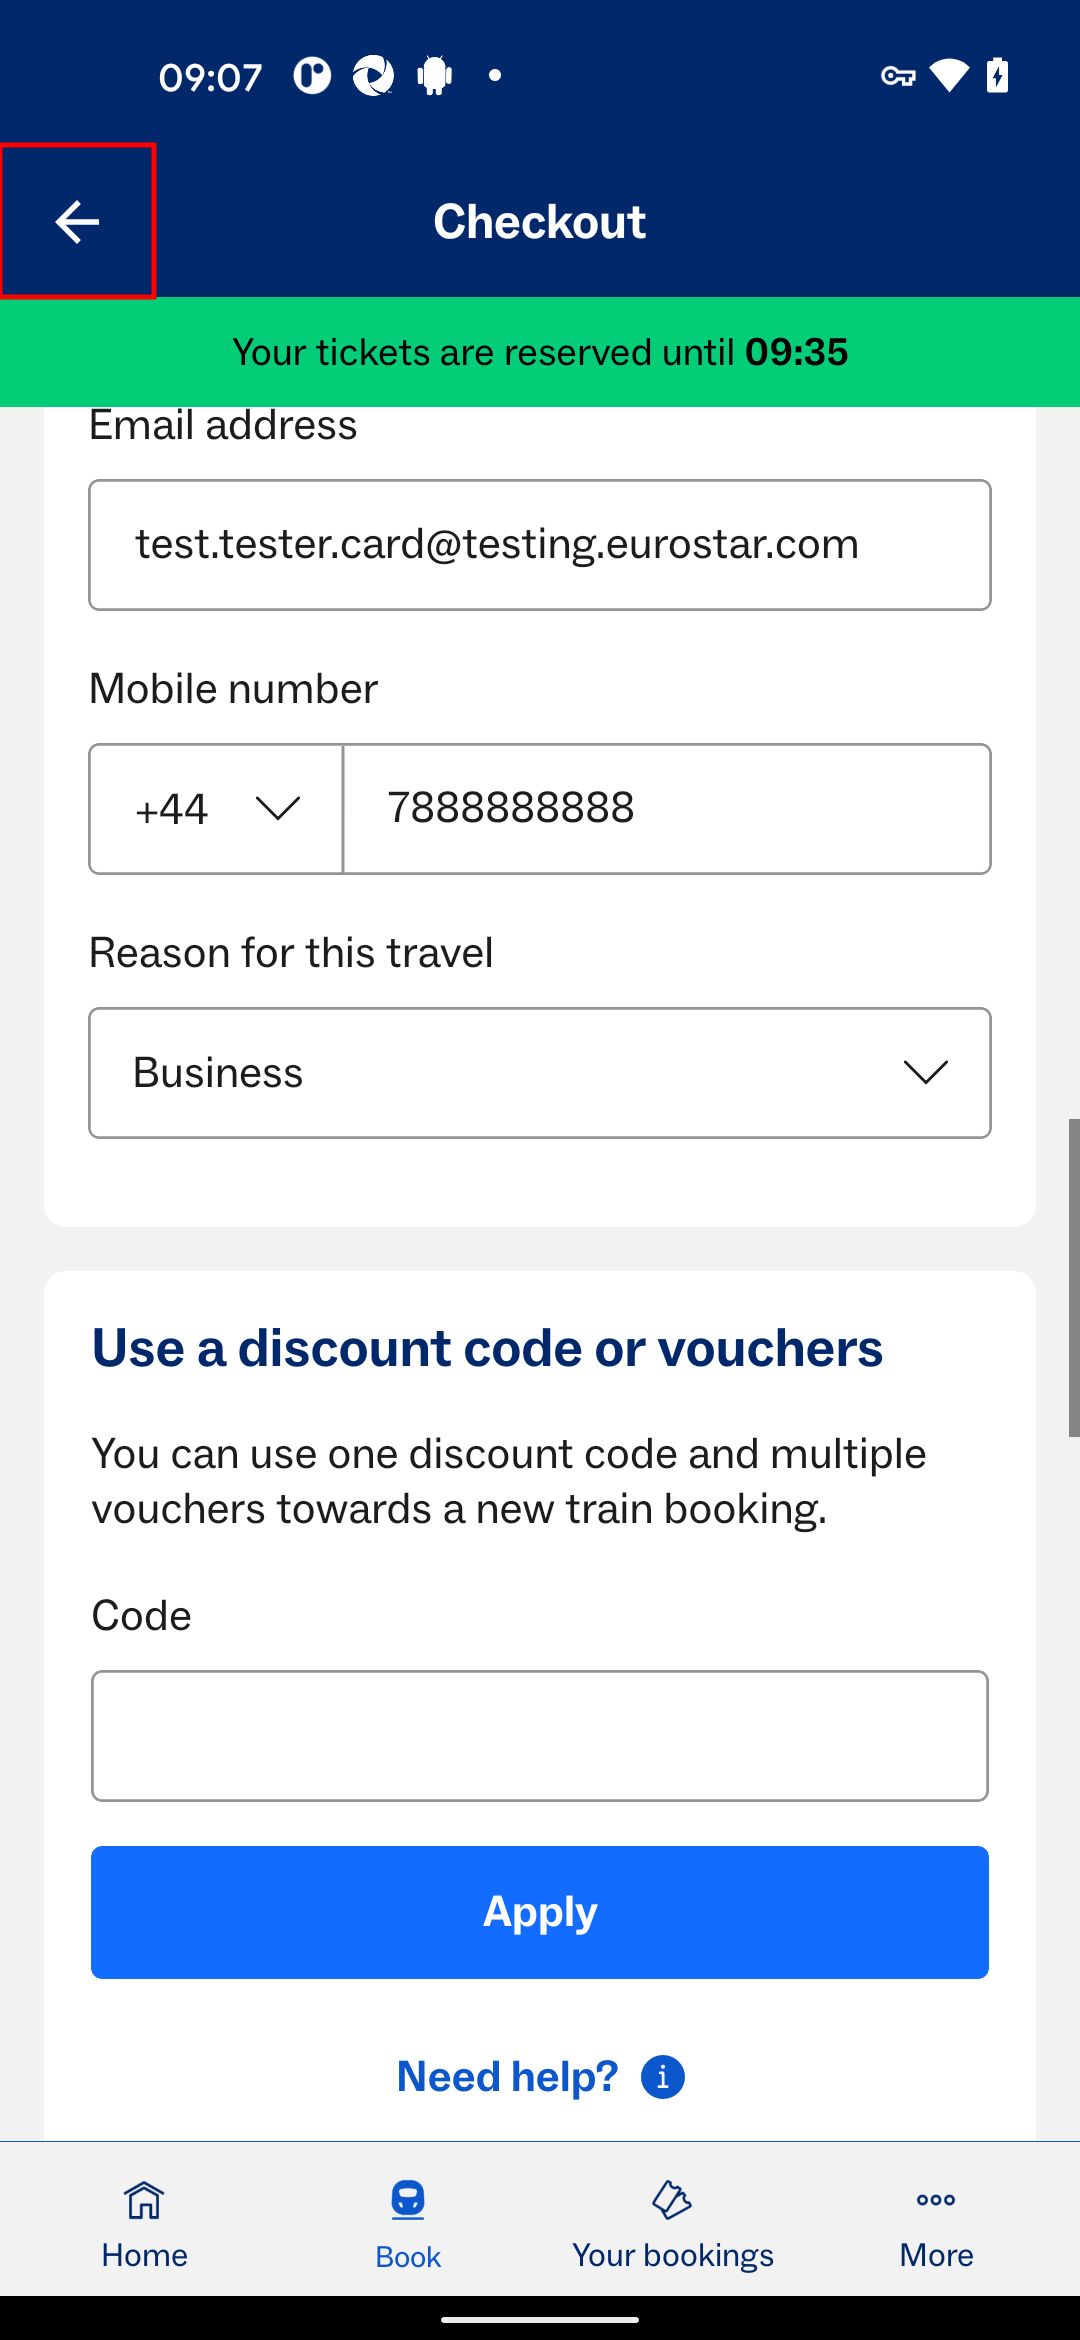 09:07
Checkout
Your tickets are reserved until 09:35
Email address
test.tester.card@testing.eurostar.com
Mobile number
+44
7888888888
Reason for this travel
Business
Use a discount code or vouchers
You can use one discount code and multiple
vouchers towards a new train booking.
Code
Apply
Need help?
Home
Book
Your bookings
More